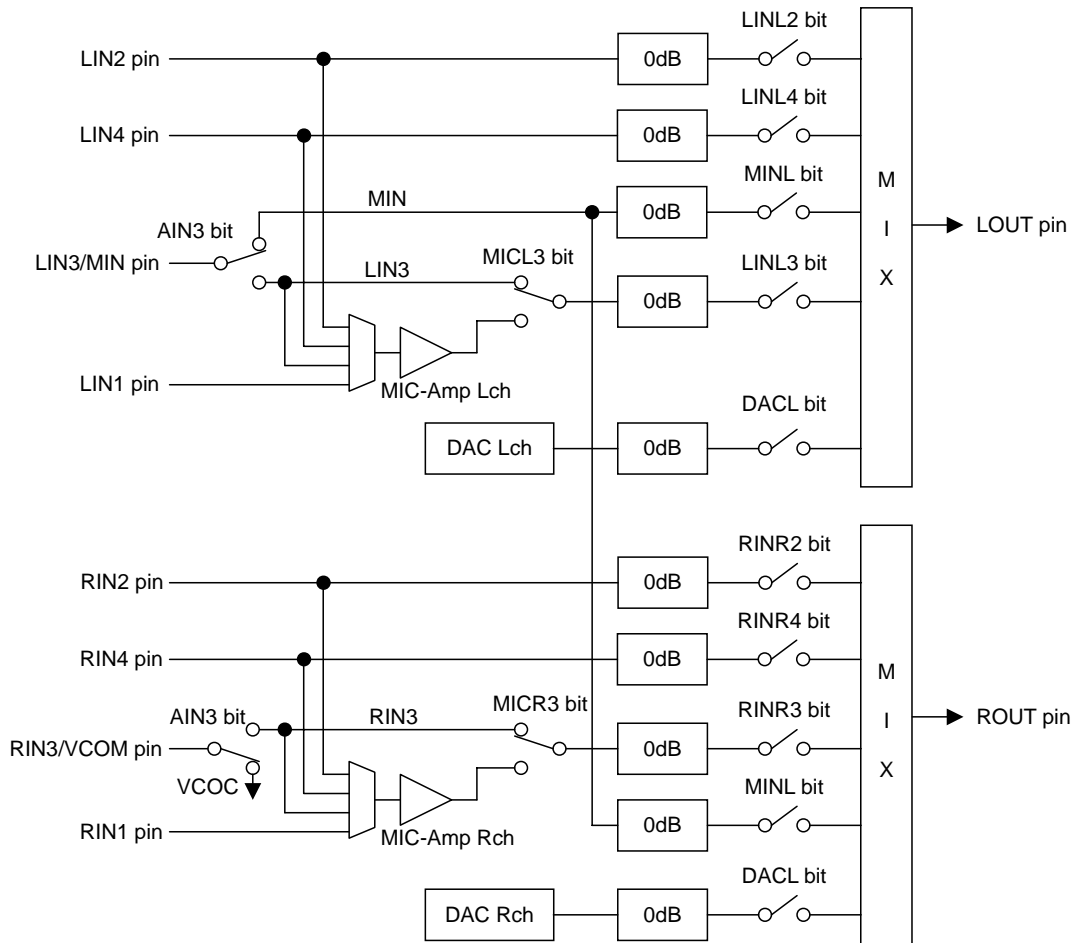 LINL2 bit
LIN2 pin
0dB
LINL4 bit
LIN4 pin
0dB
MINL bit
MIN
0dB
AIN3 bit
LIN3/MIN pin
LIN3
MICL3 bit
LINL3 bit
0dB
M
I
X
LOUT pin
LIN1 pin
MIC-Amp Lch
DACL bit
DAC Lch
0dB
RINR2 bit
RIN2 pin
0dB
RINR4 bit
RIN4 pin
0dB
AIN3 bit
RIN3
MICR3 bit
RINR3 bit
RIN3/VCOM pin
0dB
M
I
X
ROUT pin
VCOC
MINL bit
RIN1 pin
MIC-Amp Rch
0dB
DACL bit
DAC Rch
0dB